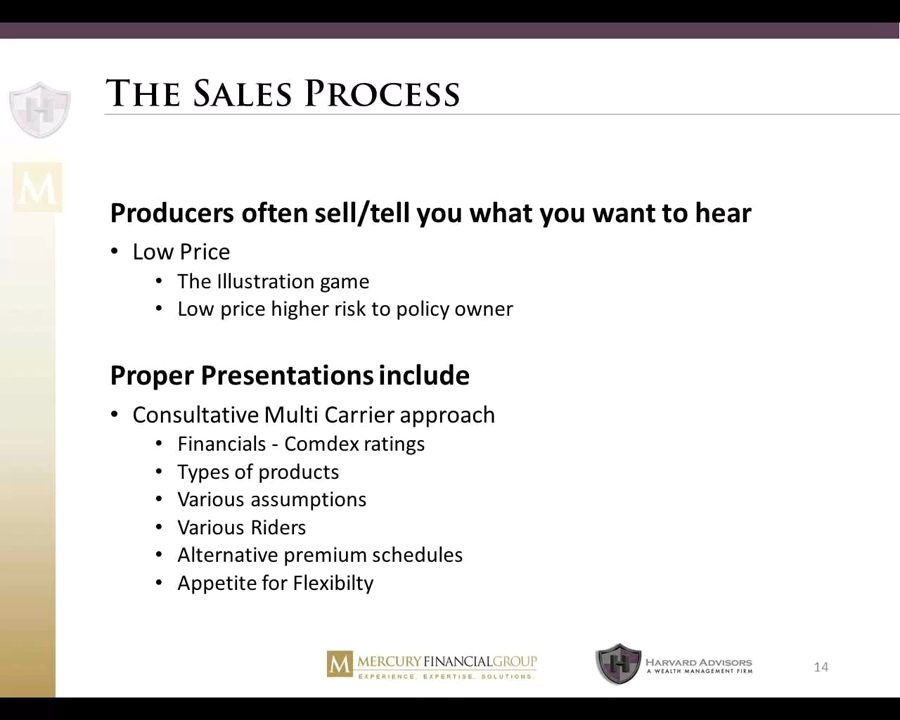 THE SALES PROCESS
H
M
Producers often sell/tell you what you want to hear
• Low Price
• The Illustration game
• Low price higher risk to policy owner
Proper Presentations include
• Consultative Multi Carrier approach
• Financials - Comdex ratings
• Types of products
• Various assumptions
• Various Riders
• Alternative premium schedules
• Appetite for Flexibilty
M MERCURY FINANCIAL GROUP
EXPERIENCE. EXPERTISE. SOLUTIONS.
H HARVARD ADVISORS
A WEALTH MANAGEMENT FIRM
14